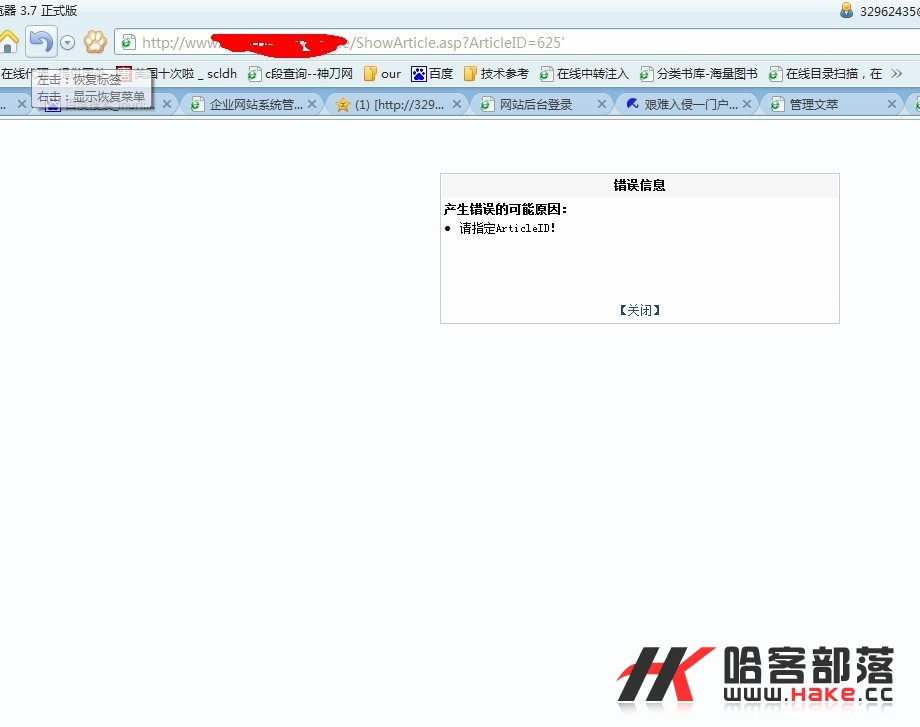 览器 3.7 正式版
32962435@
http://www. e/ShowArticle.asp?ArticleID=625'
在线代理 美国十次啦 _ scldh c段查询--神刀网 our 百度 技术参考 在线中转注入 分类书库-海星图书 在线目录扫描，在 »
左击：恢复标签
右击：显示恢复菜单
... 企业网站系统管... (1) [http://329... 网站后台登录 艰难入侵一门户... 管理文萃
错误信息
产生错误的可能原因：
• 请指定ArticleID!
【关闭】
HK 哈客部落
www.HaKe.cc